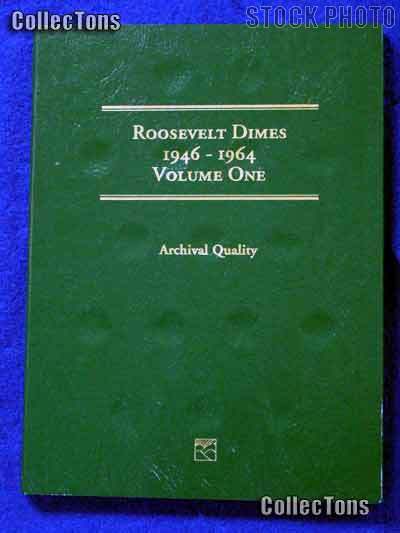 CollecTons
STOCK PHOTO
ROOSEVELT DIMES
1946 - 1964
VOLUME ONE
Archival Quality
CollecTons